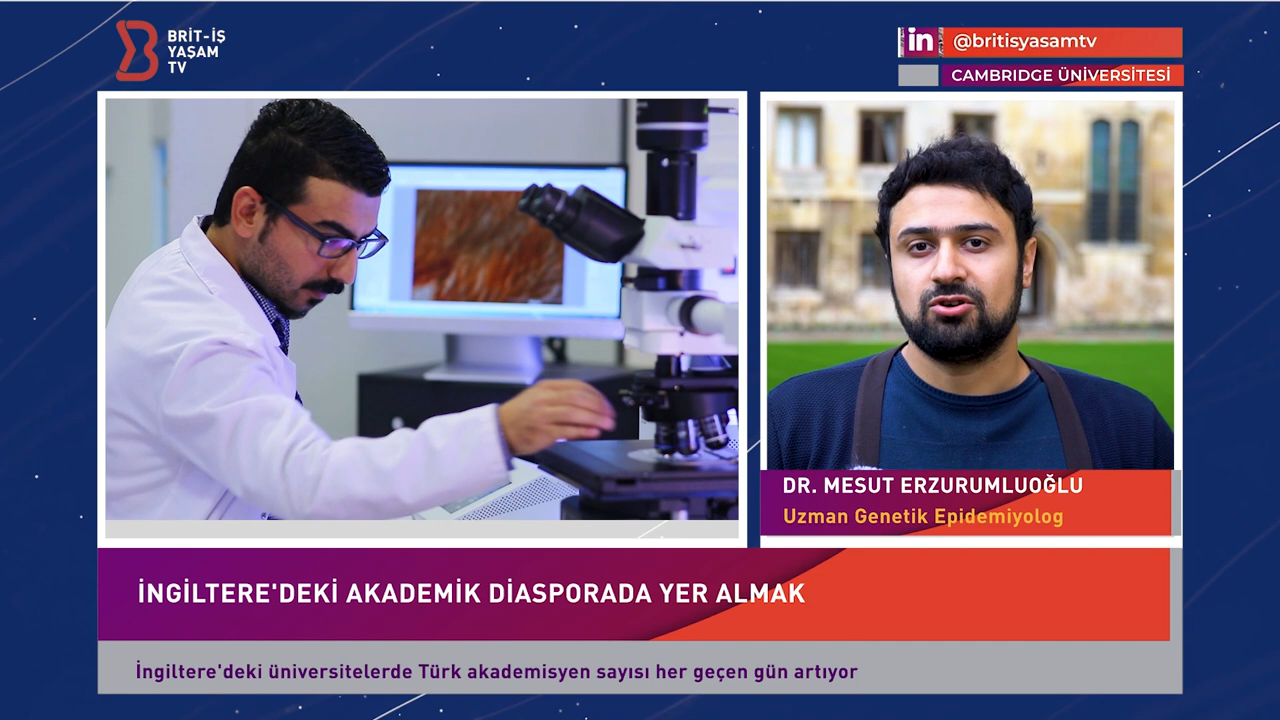 BRİT-İŞ
YAŞAM
TV
in @britisyasamtv
CAMBRIDGE ÜNİVERSİTESİ
DR. MESUT ERZURUMLUOĞLU
Uzman Genetik Epidemiyolog
İNGİLTERE'DEKİ AKADEMİK DİASPORADA YER ALMAK
İngiltere'deki üniversitelerde Türk akademisyen sayısı her geçen gün artıyor